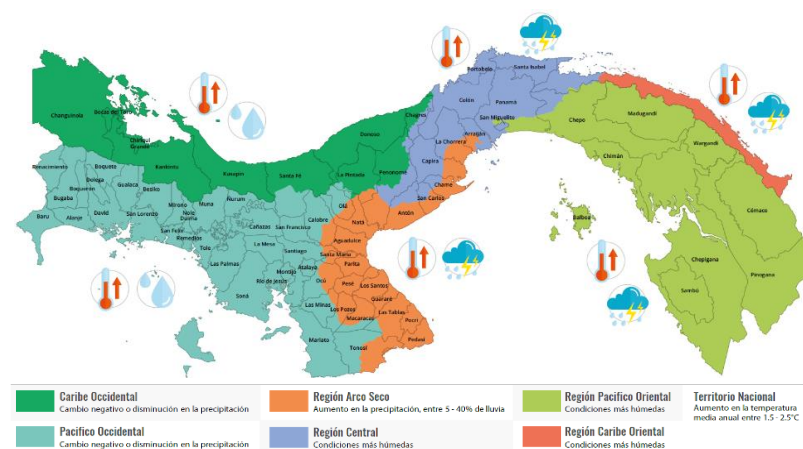 Portobelo
Santa Isabel
Changuinola
Bocas del Toro
Chiriquí
Grande
Kankintú
Kusapín
Santa Fé
Donoso
Chagres
Colón
Panamá
San Miguelito
Arraiján
La Chorrera
Capira
Chame
San Carlos
La Pintada
Penonomé
Antón
Olá
Natá
Aguadulce
Calobre
Santa María
Parita
Ocú
Pesé
Los Santos
Guararé
Los Pozos
Macaracas
Las Tablas
Pocrí
Pedasí
Tonosí
Mariato
Las Minas
Renacimiento
Boquete
Dolega
Boquerón
Bugaba
Gualaca
Besiko
Baru
Alanje
David
San Lorenzo
Mirono
Nole
Duima
Muna
San Félix
Remedios
Tolé
Ñurum
Cañazas
San Francisco
La Mesa
Santiago
Las Palmas
Atalaya
Montijo
Río de Jesús
Soná
Chepo
Madugandí
Wargandí
Chimán
Balboa
Cémaco
Chepigana
Sambú
Pinogana
Caribe Occidental
Cambio negativo o disminución en la precipitación
Región Arco Seco
Aumento en la precipitación, entre 5 - 40% de lluvia
Región Pacifico Oriental
Condiciones más húmedas
Territorio Nacional
Aumento en la temperatura
media anual entre 1.5 - 2.5°C
Pacífico Occidental
Cambio negativo o disminución en la precipitación
Región Central
Condiciones más húmedas
Región Caribe Oriental
Condiciones más húmedas